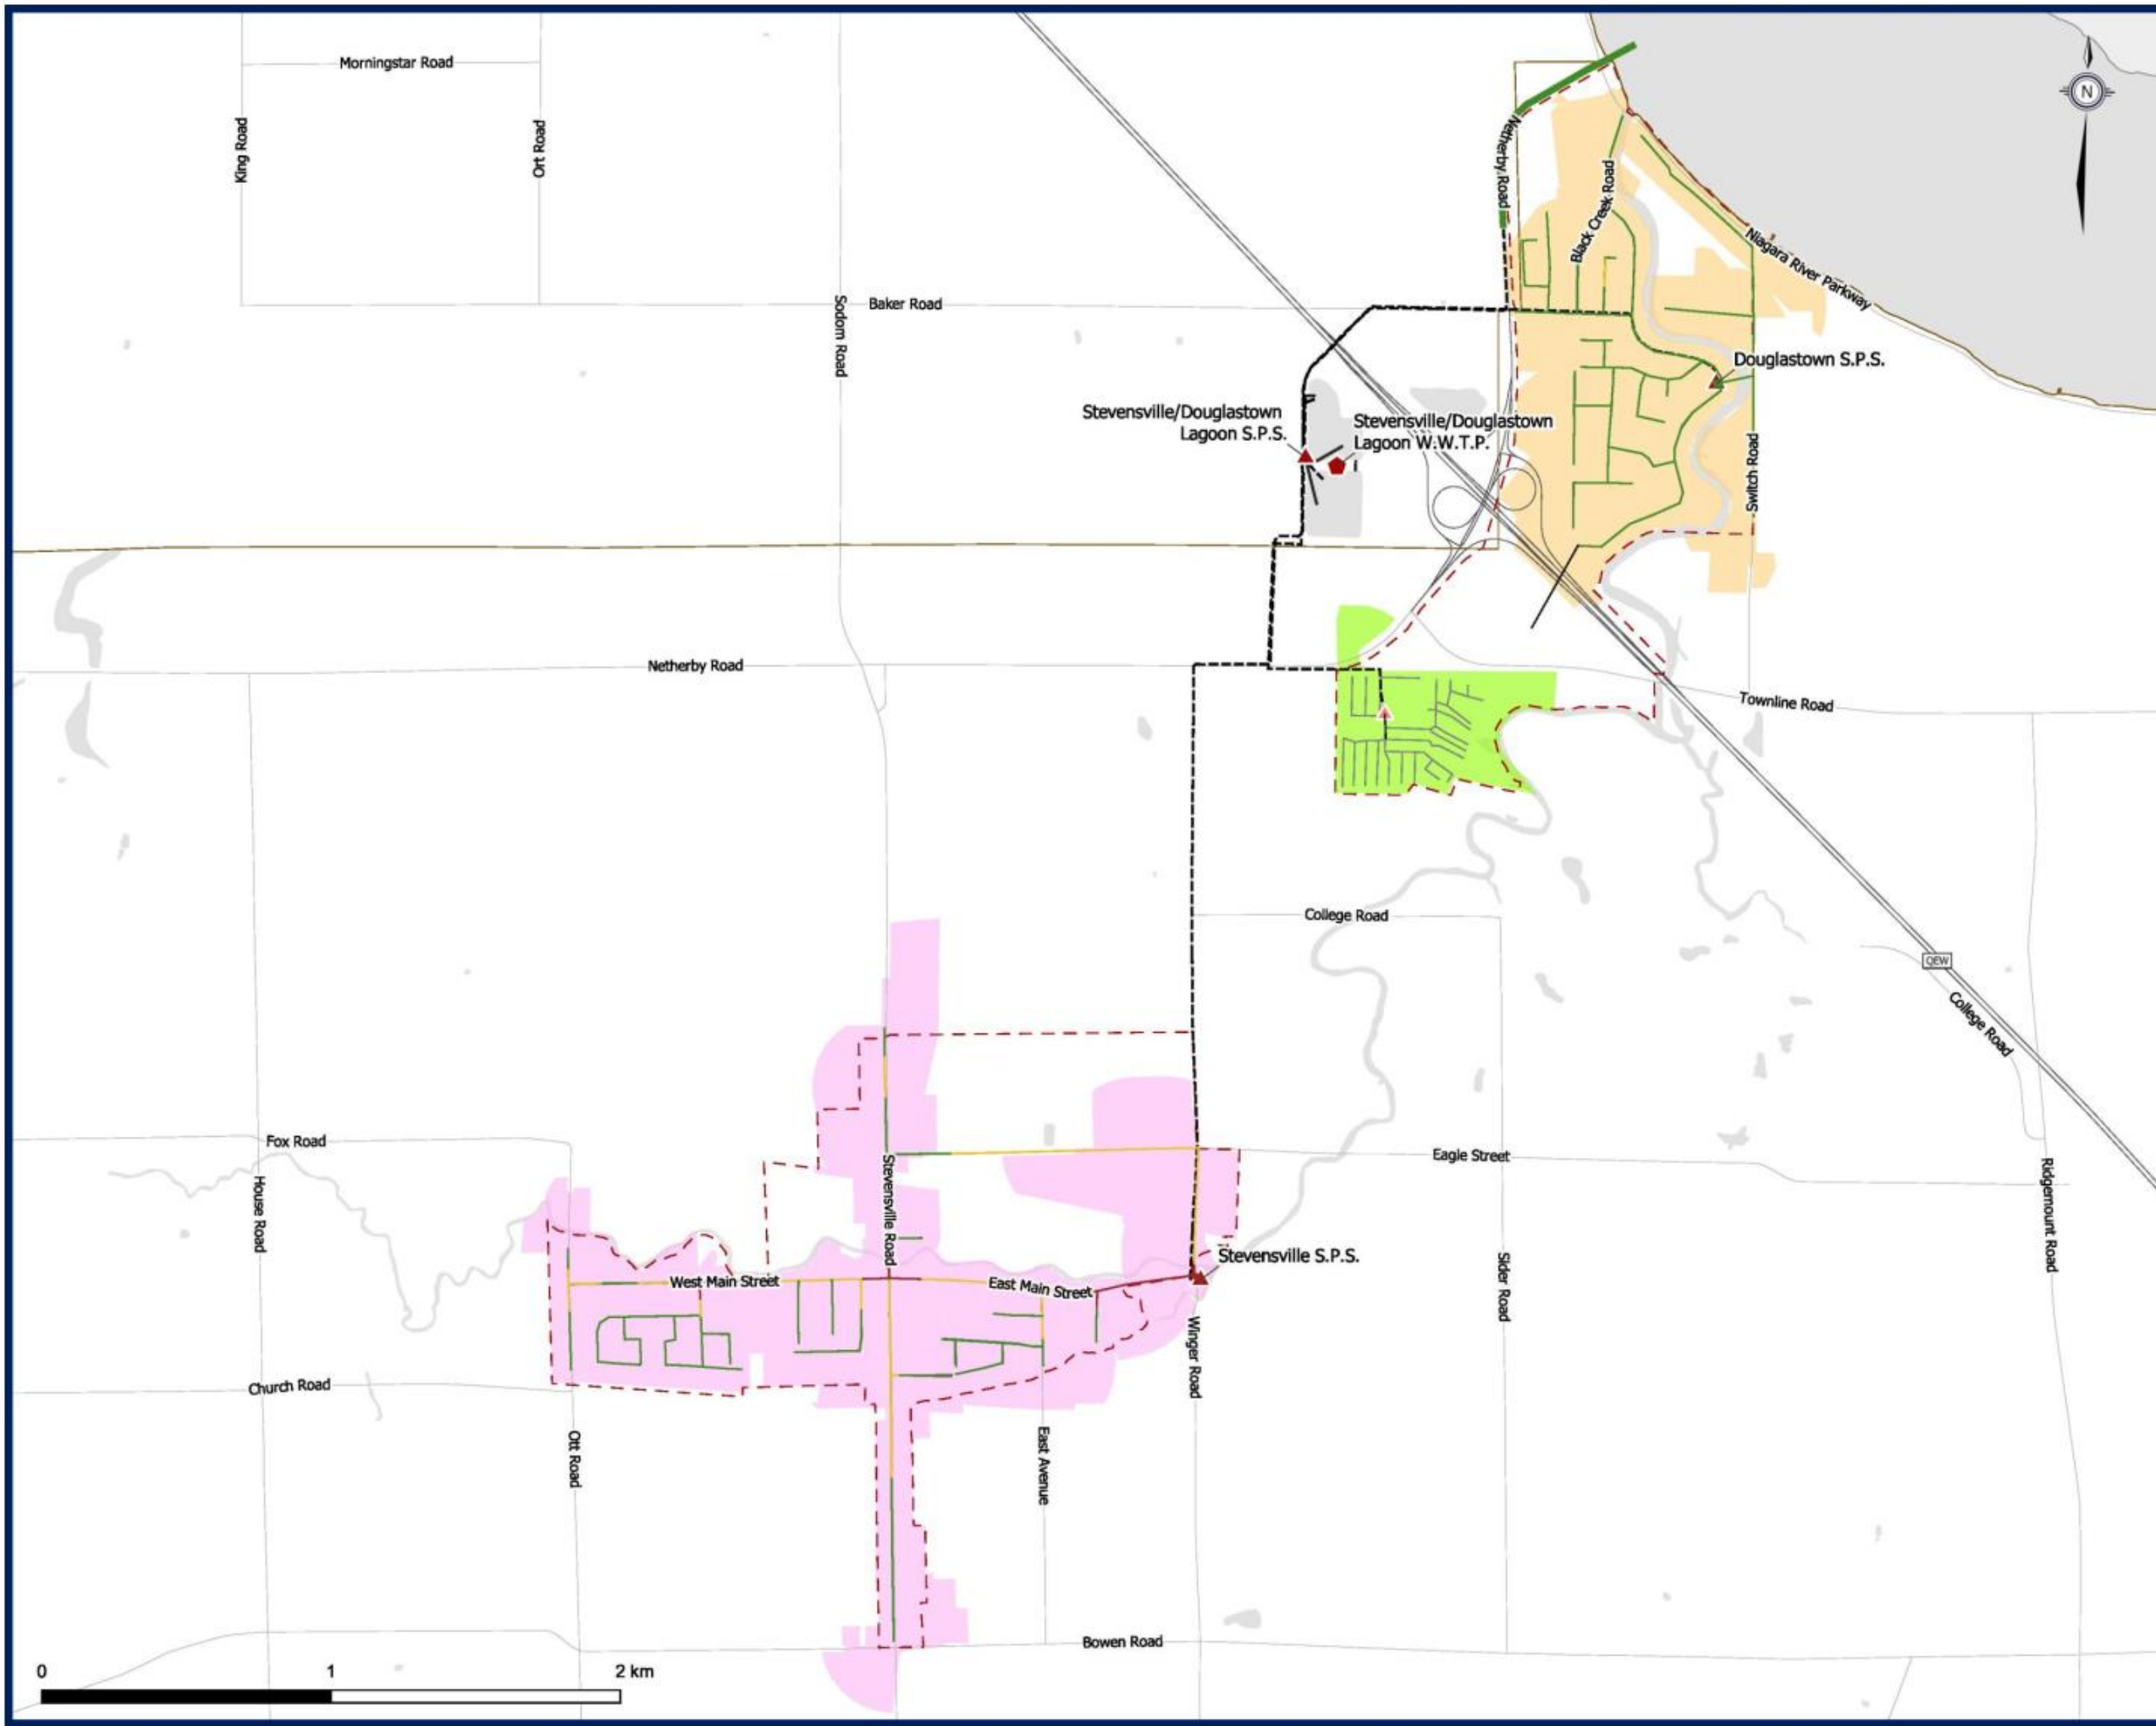 Morningstar Road
King Road
Ort Road
N
Netherby Road
Black Creek Road
Niagara River Parkway
Sodom Road
Baker Road
Douglastown S.P.S.
Stevensville/Douglastown
Lagoon S.P.S.
Stevensville/Douglastown
Lagoon W.W.T.P.
Switch Road
Netherby Road
Townline Road
College Road
QEW
College Road
Fox Road
House Road
Stevensville Road
Eagle Street
Ridgemount Road
Stevensville S.P.S.
West Main Street
East Main Street
Sider Road
Winger Road
Church Road
Ott Road
East Avenue
Bowen Road
0 1 2 km